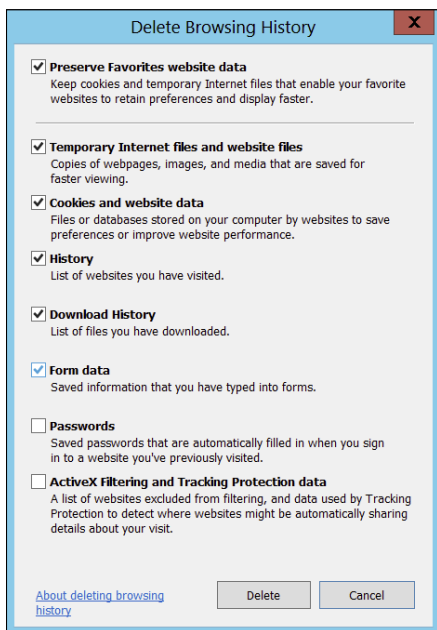 Delete Browsing History
X
Preserve Favorites website data
Keep cookies and temporary Internet files that enable your favorite
websites to retain preferences and display faster.
Temporary Internet files and website files
Copies of webpages, images, and media that are saved for
faster viewing.
Cookies and website data
Files or databases stored on your computer by websites to save
preferences or improve website performance.
History
List of websites you have visited.
Download History
List of files you have downloaded.
Form data
Saved information that you have typed into forms.
Passwords
Saved passwords that are automatically filled in when you sign
in to a website you've previously visited.
ActiveX Filtering and Tracking Protection data
A list of websites excluded from filtering, and data used by Tracking
Protection to detect where websites might be automatically sharing
details about your visit.
About deleting browsing
history
Delete
Cancel